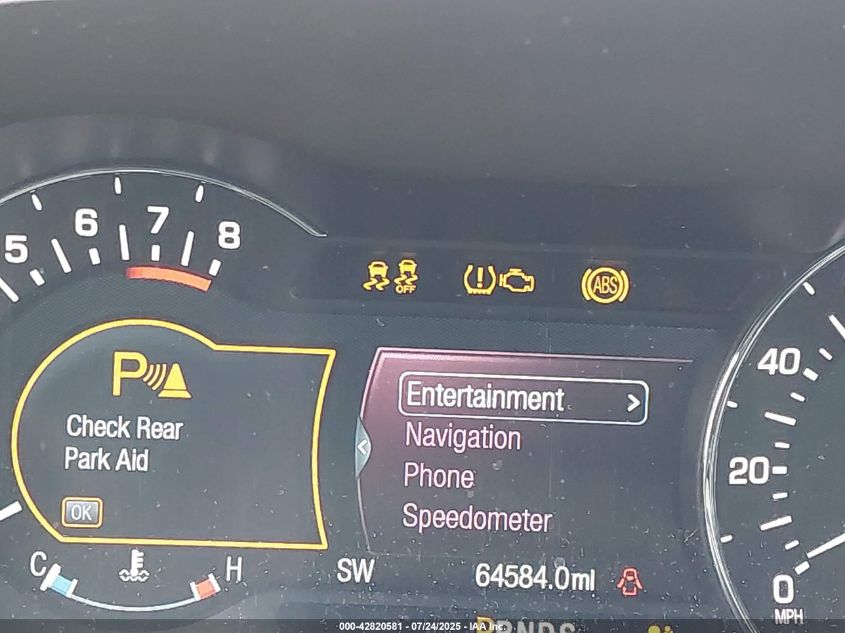 5 6 7 8
OFF
ABS
P
Check Rear
Park Aid
OK
Entertainment >
Navigation
Phone
Speedometer
40
20
0
MPH
C H
SW 64584.0mi
PRNDS
000-42820581 - 07/24/2025 - IAA Inc.